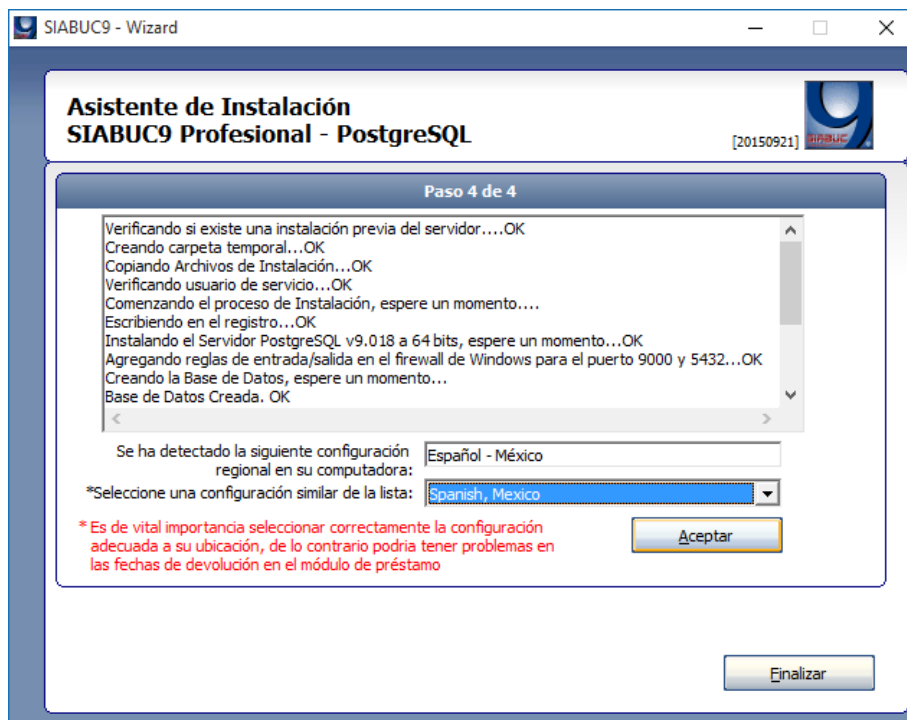 SIABUC9 - Wizard
Asistente de Instalación
SIABUC9 Profesional - PostgreSQL
[20150921]
SIABUC
Paso 4 de 4
Verificando si existe una instalación previa del servidor....OK
Creando carpeta temporal...OK
Copiando Archivos de Instalación...OK
Verificando usuario de servicio...OK
Comenzando el proceso de Instalación, espere un momento....
Escribiendo en el registro...OK
Instalando el Servidor PostgreSQL v9.018 a 64 bits, espere un momento...OK
Agregando reglas de entrada/salida en el firewall de Windows para el puerto 9000 y 5432...OK
Creando la Base de Datos, espere un momento...
Base de Datos Creada. OK
Se ha detectado la siguiente configuración
regional en su computadora:
Español - México
*Seleccione una configuración similar de la lista:
Spanish, Mexico
* Es de vital importancia seleccionar correctamente la configuración
adecuada a su ubicación, de lo contrario podria tener problemas en
las fechas de devolución en el módulo de préstamo
Aceptar
Finalizar